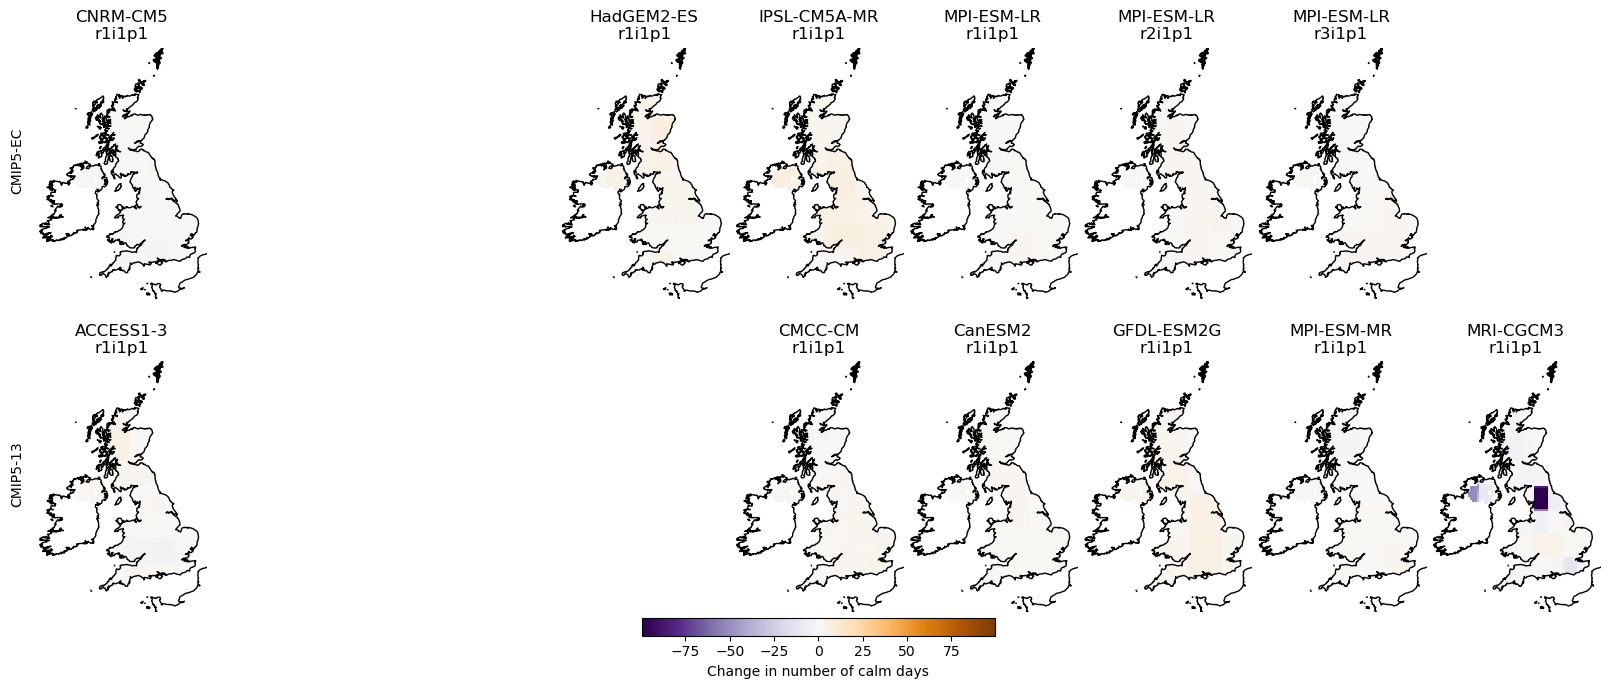 CNRM-CM5
r1i1p1
HadGEM2-ES
r1i1p1
IPSL-CM5A-MR
r1i1p1
MPI-ESM-LR
r1i1p1
MPI-ESM-LR
r2i1p1
MPI-ESM-LR
r3i1p1
CMIP5-EC
ACCESS1-3
r1i1p1
CMCC-CM
r1i1p1
CanESM2
r1i1p1
GFDL-ESM2G
r1i1p1
MPI-ESM-MR
r1i1p1
MRI-CGCM3
r1i1p1
CMIP5-13
−75 −50 −25 0 25 50 75
Change in number of calm days